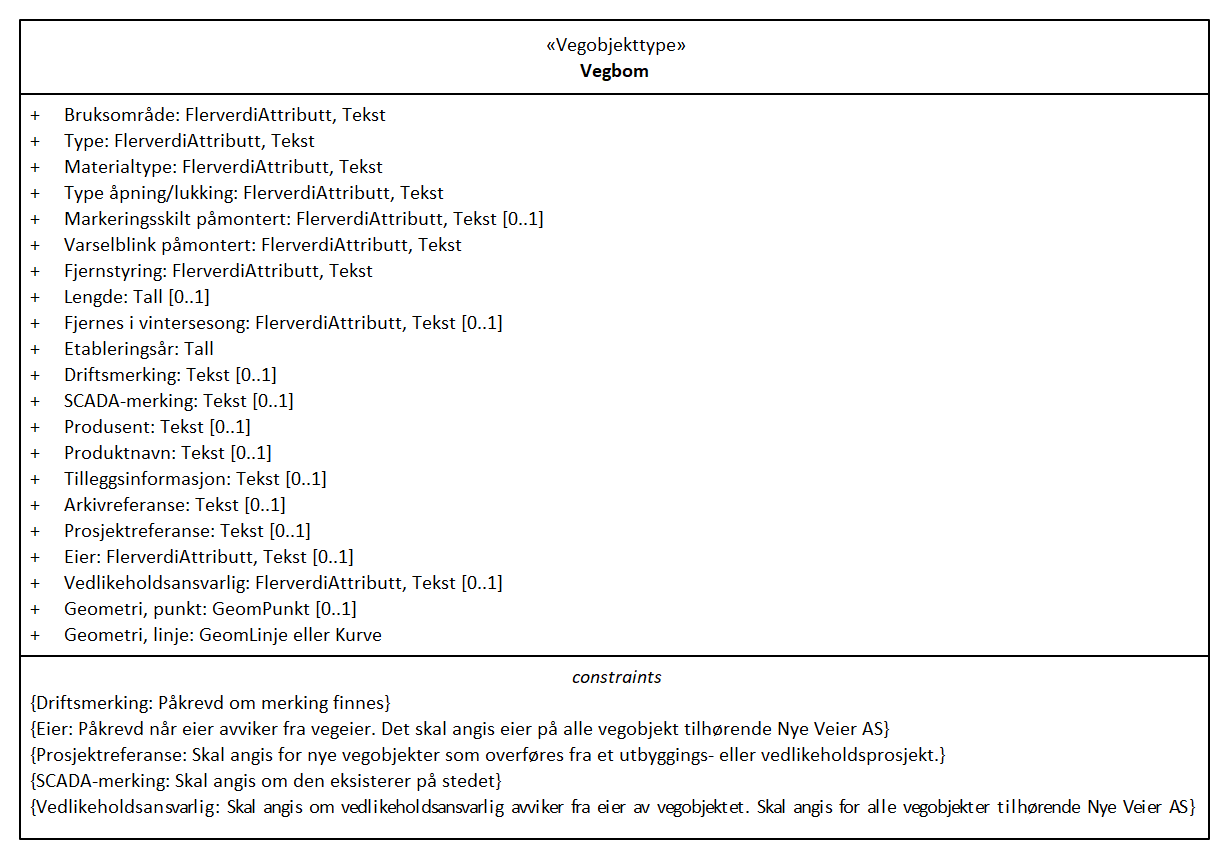 «Vegobjekttype»
Vegbom
+ Bruksområde: FlerverdiAttributt, Tekst
+ Type: FlerverdiAttributt, Tekst
+ Materialtype: FlerverdiAttributt, Tekst
+ Type åpning/lukking: FlerverdiAttributt, Tekst
+ Markeringsskilt påmontert: FlerverdiAttributt, Tekst [0..1]
+ Varselblink påmontert: FlerverdiAttributt, Tekst
+ Fjernstyring: FlerverdiAttributt, Tekst
+ Lengde: Tall [0..1]
+ Fjernes i vintersesong: FlerverdiAttributt, Tekst [0..1]
+ Etableringsår: Tall
+ Driftsmerking: Tekst [0..1]
+ SCADA-merking: Tekst [0..1]
+ Produsent: Tekst [0..1]
+ Produktnavn: Tekst [0..1]
+ Tilleggsinformasjon: Tekst [0..1]
+ Arkivreferanse: Tekst [0..1]
+ Prosjektreferanse: Tekst [0..1]
+ Eier: FlerverdiAttributt, Tekst [0..1]
+ Vedlikeholdsansvarlig: FlerverdiAttributt, Tekst [0..1]
+ Geometri, punkt: GeomPunkt [0..1]
+ Geometri, linje: GeomLinje eller Kurve
constraints
{Driftsmerking: Påkrevd om merking finnes}
{Eier: Påkrevd når eier avviker fra vegeier. Det skal angis eier på alle vegobjekt tilhørende Nye Veier AS}
{Prosjektreferanse: Skal angis for nye vegobjekter som overføres fra et utbyggings- eller vedlikeholdsprosjekt.}
{SCADA-merking: Skal angis om den eksisterer på stedet}
{Vedlikeholdsansvarlig: Skal angis om vedlikeholdsansvarlig avviker fra eier av vegobjektet. Skal angis for alle vegobjekter tilhørende Nye Veier AS}